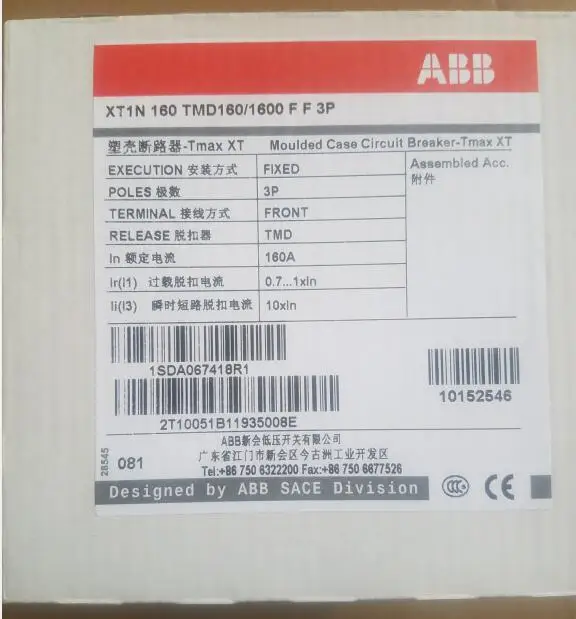 ABB
XT1N 160 TMD160/1600 F F 3P
塑壳断路器-Tmax XT Moulded Case Circuit Breaker-Tmax XT
EXECUTION 安装方式 FIXED
Assembled Acc.
附件
POLES 极数 3P
TERMINAL 接线方式 FRONT
RELEASE 脱扣器 TMD
In 额定电流 160A
Ir(I1) 过载脱扣电流 0.7...1xIn
Ii(I3) 瞬时短路脱扣电流 10xIn
1SDA067418R1
10152546
2T10051B11935008E
ABB新会低压开关有限公司
广东省江门市新会区今古洲工业开发区
Tel:+86 750 6322200 Fax:+86 750 6677526
28545
081
Designed by ABB SACE Division CCC CE